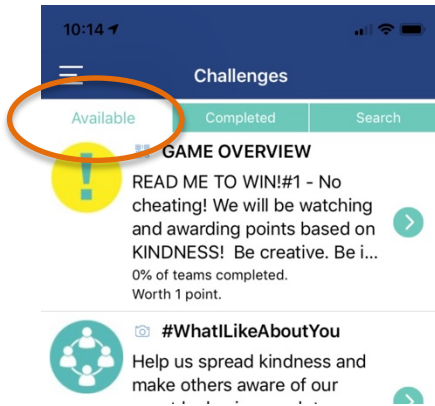 10:14
Challenges
Available Completed Search
GAME OVERVIEW
READ ME TO WIN!#1 - No
cheating! We will be watching
and awarding points based on
KINDNESS! Be creative. Be i...
0% of teams completed.
Worth 1 point.
#WhatILikeAboutYou
Help us spread kindness and
make others aware of our